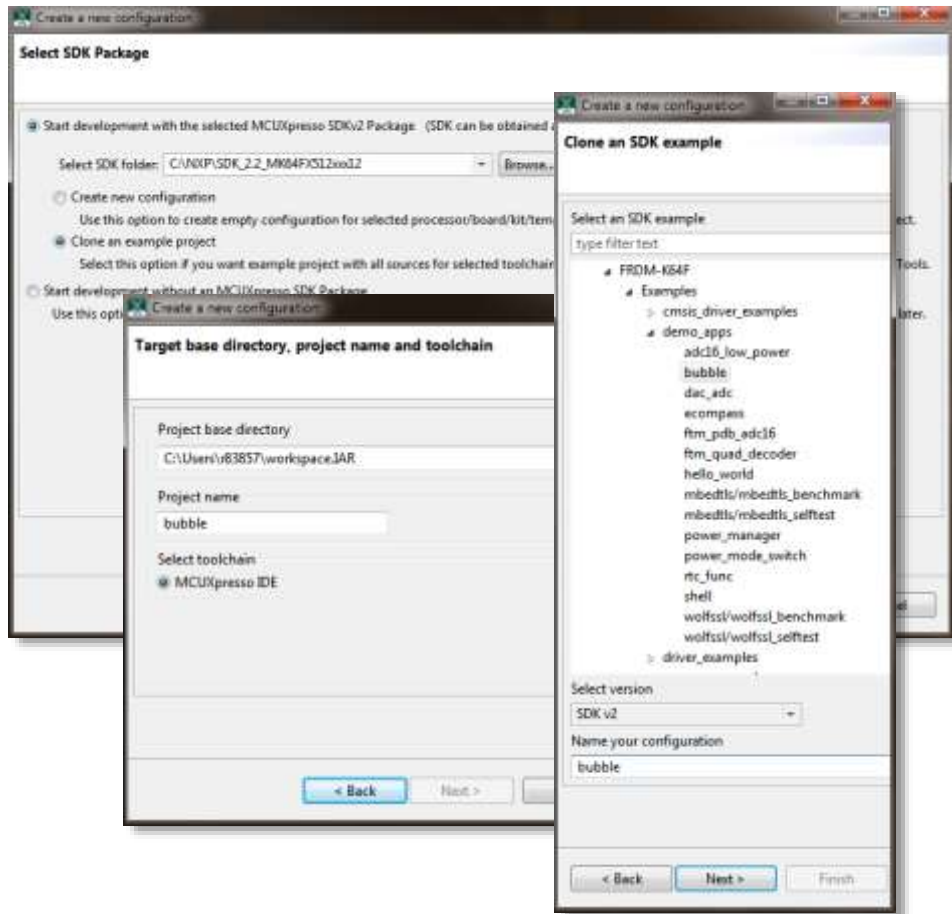 Create a new configuration
Select SDK Package
Start development with the selected MCUXpresso SDKv2 Package (SDK can be obtained
Select SDK folder: C:\NXP\SDK_2.2_MK64FX512xxx12
Browse...
Create new configuration
Use this option to create empty configuration for selected processor/board/kit/tem
ect.
Clone an example project
Select this option if you want example project with all sources for selected toolchain
Tools.
Start development without an MCUXpresso SDK Package
Use this opti
later.
Create a new configuration
Target base directory, project name and toolchain
Project base directory
C:\Users\r83857\workspace.IAR
Project name
bubble
Select toolchain
MCUXpresso IDE
< Back
Next >
Create a new configuration
Clone an SDK example
Select an SDK example
type filter text
FRDM-K64F
Examples
cmsis_driver_examples
demo_apps
adc16_low_power
bubble
dac_adc
ecompass
ftm_pdb_adc16
ftm_quad_decoder
hello_world
mbedtls/mbedtls_benchmark
mbedtls/mbedtls_selftest
power_manager
power_mode_switch
rtc_func
shell
wolfssl/wolfssl_benchmark
wolfssl/wolfssl_selftest
driver_examples
Select version
SDK v2
Name your configuration
bubble
< Back
Next >
Finish